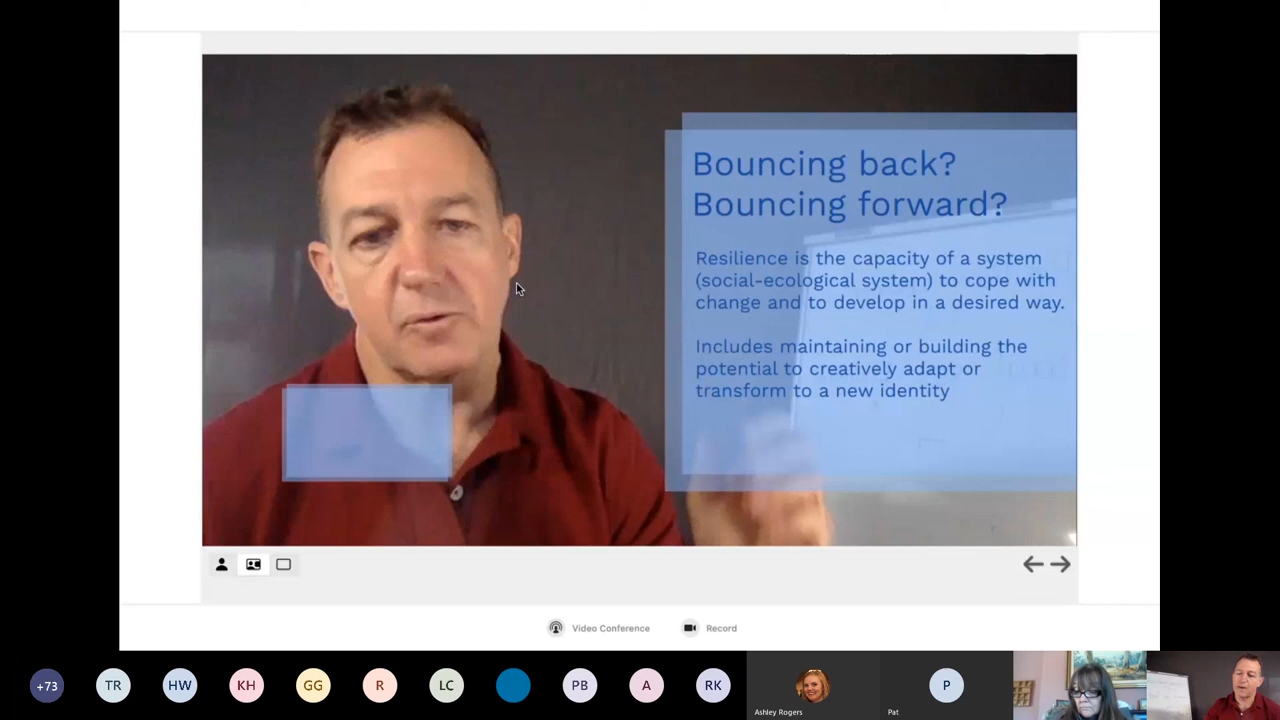 Bouncing back?
Bouncing forward?
Resilience is the capacity of a system
(social-ecological system) to cope with
change and to develop in a desired way.
Includes maintaining or building the
potential to creatively adapt or
transform to a new identity
Video Conference
Record
+73
TR
HW
KH
GG
R
LC
PB
A
RK
Ashley Rogers
P
Pat